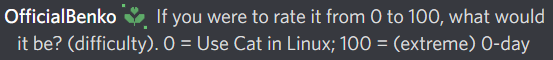 OfficialBenko If you were to rate it from 0 to 100, what would
it be? (difficulty). 0 = Use Cat in Linux; 100 = (extreme) 0-day